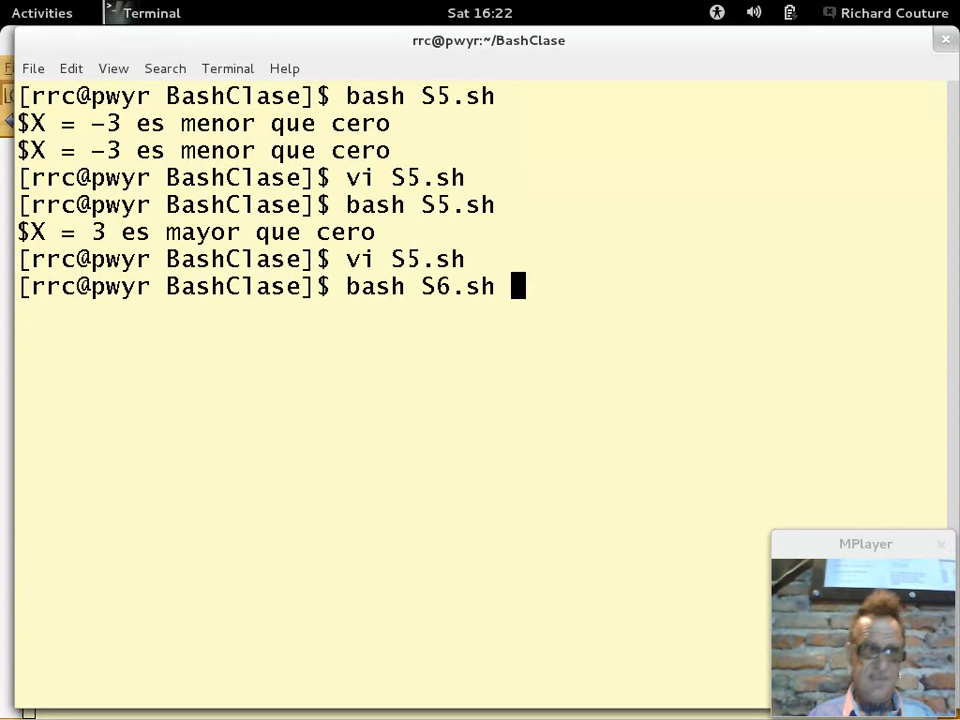 Activities Terminal Sat 16:22 Richard Couture
rrc@pwyr:~/BashClase
File Edit View Search Terminal Help
[rrc@pwyr BashClase]$ bash S5.sh
$X = -3 es menor que cero
$X = -3 es menor que cero
[rrc@pwyr BashClase]$ vi S5.sh
[rrc@pwyr BashClase]$ bash S5.sh
$X = 3 es mayor que cero
[rrc@pwyr BashClase]$ vi S5.sh
[rrc@pwyr BashClase]$ bash S6.sh
MPlayer